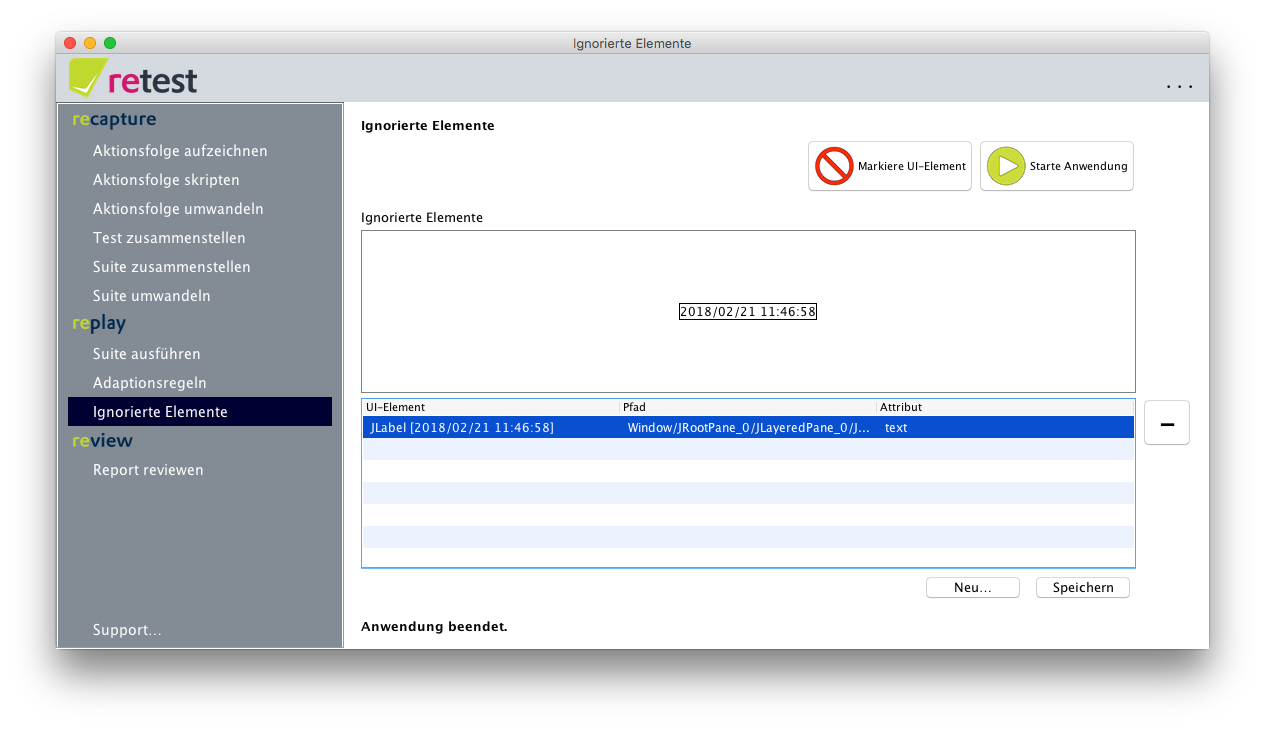 Ignorierte Elemente
retest
...
recapture
Aktionsfolge aufzeichnen
Aktionsfolge skripten
Aktionsfolge umwandeln
Test zusammenstellen
Suite zusammenstellen
Suite umwandeln
replay
Suite ausführen
Adaptionsregeln
Ignorierte Elemente
review
Report reviewen
Support...
Ignorierte Elemente
Markiere UI-Element
Starte Anwendung
Ignorierte Elemente
2018/02/21 11:46:58
UI-Element Pfad Attribut
JLabel [2018/02/21 11:46:58] Window/JRootPane_0/JLayeredPane_0/J... text
−
Neu... Speichern
Anwendung beendet.